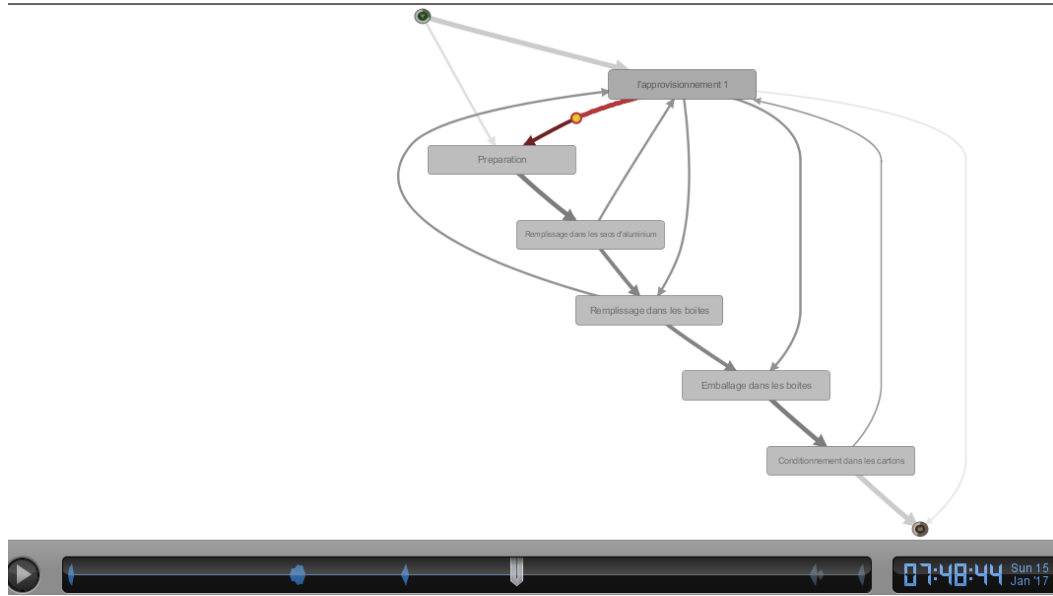 l'approvisionnement 1
Preparation
Remplissage dans les sacs d'aluminium
Remplissage dans les boites
Emballage dans les boites
Conditionnement dans les cartons
07:48:44
Sun 15
Jan '17